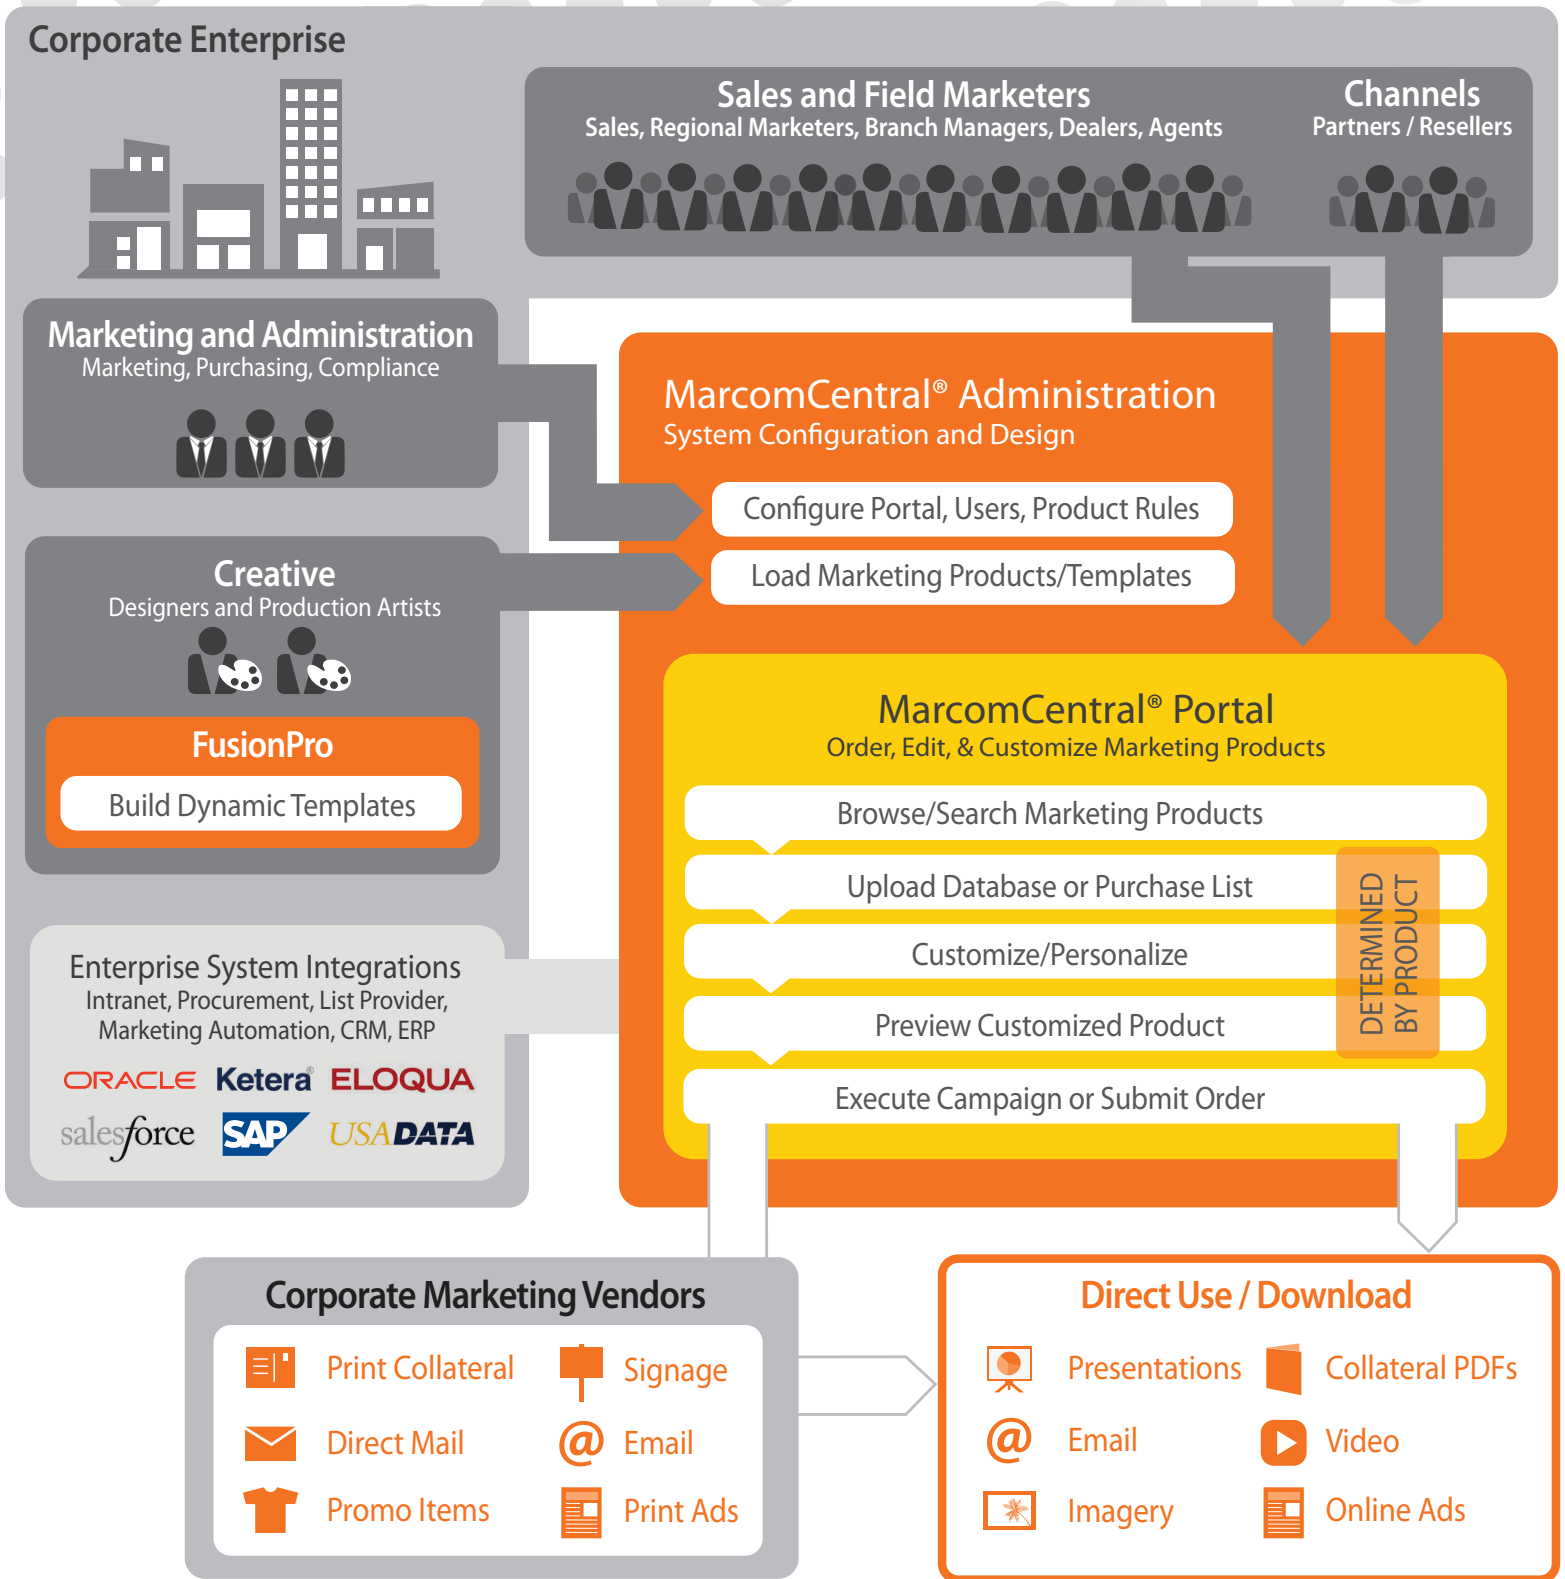 Corporate Enterprise
Sales and Field Marketers
Sales, Regional Marketers, Branch Managers, Dealers, Agents
Channels
Partners / Resellers
Marketing and Administration
Marketing, Purchasing, Compliance
Creative
Designers and Production Artists
FusionPro
Build Dynamic Templates
Enterprise System Integrations
Intranet, Procurement, List Provider,
Marketing Automation, CRM, ERP
ORACLE Ketera® ELOQUA
salesforce SAP USADATA
MarcomCentral® Administration
System Configuration and Design
Configure Portal, Users, Product Rules
Load Marketing Products/Templates
MarcomCentral® Portal
Order, Edit, & Customize Marketing Products
Browse/Search Marketing Products
Upload Database or Purchase List
Customize/Personalize
Preview Customized Product
Execute Campaign or Submit Order
DETERMINED
BY PRODUCT
Corporate Marketing Vendors
Print Collateral
Signage
Direct Mail
@ Email
Promo Items
Print Ads
Direct Use / Download
Presentations
Collateral PDFs
@ Email
Video
Imagery
Online Ads